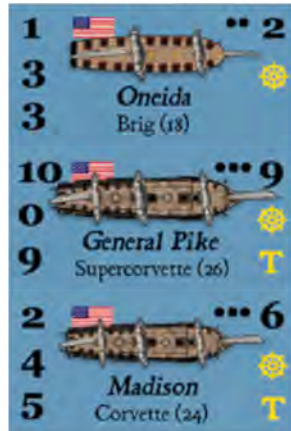 1 •• 2
3
3
Oneida
Brig (18)
10 ••• 9
0
9 T
General Pike
Supercorvette (26)
2 ••• 6
4
5 T
Madison
Corvette (24)